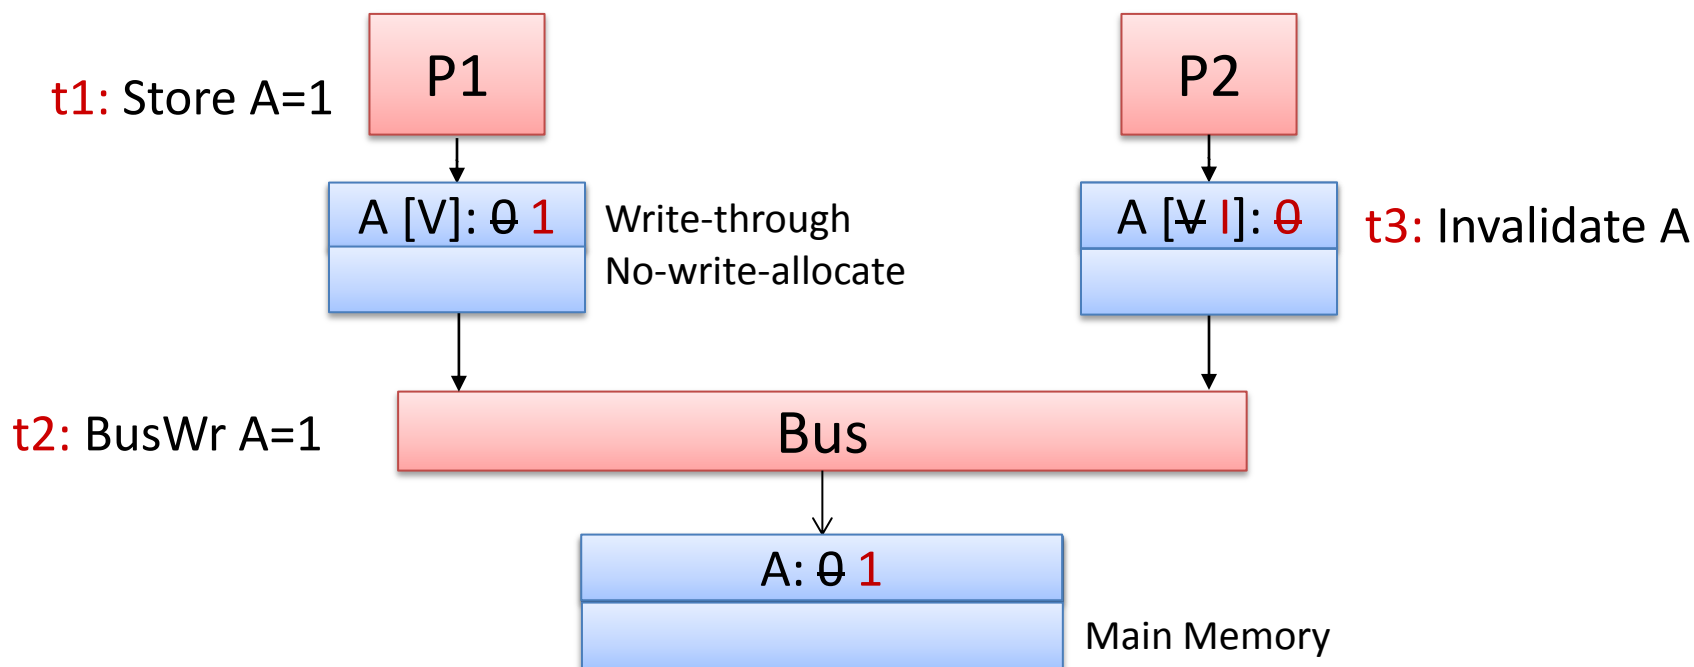 P1
P2
t1: Store A=1
A [V]: 0 1
Write-through
No-write-allocate
A [V I]: 0
t3: Invalidate A
t2: BusWr A=1
Bus
A: 0 1
Main Memory